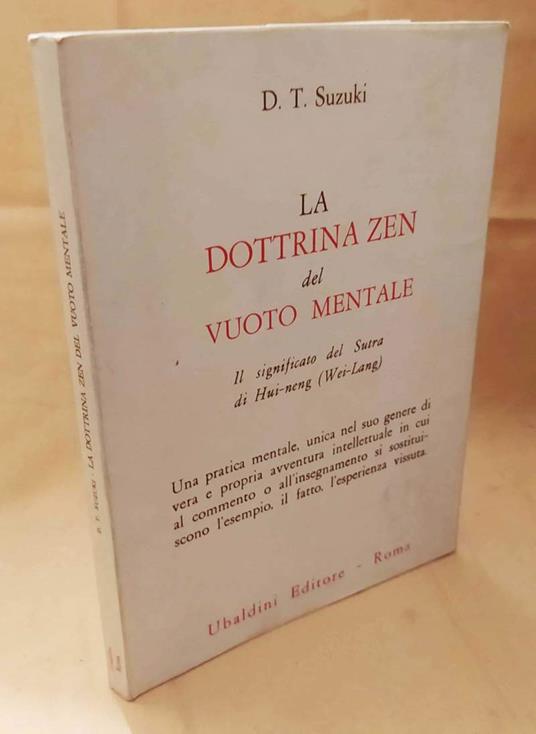 D. T. Suzuki
LA
DOTTRINA ZEN
del
VUOTO MENTALE
Il significato del Sutra
di Hui-neng (Wei-Lang)
Una pratica mentale, unica nel suo genere di
vera e propria avventura intellettuale in cui
al commento o all'insegnamento si sostitui-
scono l'esempio, il fatto, l'esperienza vissuta.
Ubaldini Editore - Roma
D. T. SUZUKI - LA DOTTRINA ZEN DEL VUOTO MENTALE